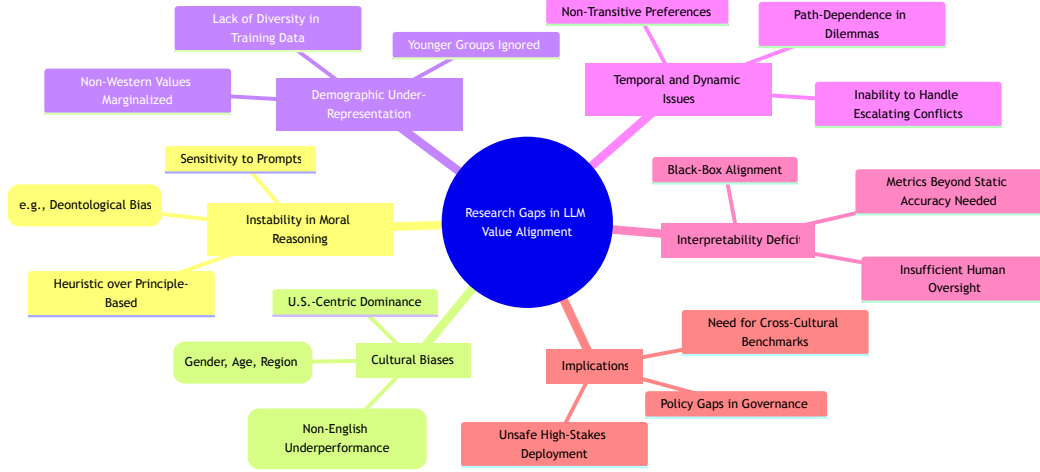 Lack of Diversity in
Training Data
Younger Groups Ignored
Non-Western Values
Marginalized
Demographic Under-
Representation
Non-Transitive Preferences
Path-Dependence in
Dilemmas
Temporal and Dynamic
Issues
Inability to Handle
Escalating Conflicts
Sensitivity to Prompts
e.g., Deontological Bias
Instability in Moral
Reasoning
Heuristic over Principle-
Based
Research Gaps in LLM
Value Alignment
Black-Box Alignment
Metrics Beyond Static
Accuracy Needed
Interpretability Deficit
Insufficient Human
Oversight
U.S.-Centric Dominance
Gender, Age, Region
Cultural Biases
Non-English
Underperformance
Need for Cross-Cultural
Benchmarks
Implications
Policy Gaps in Governance
Unsafe High-Stakes
Deployment